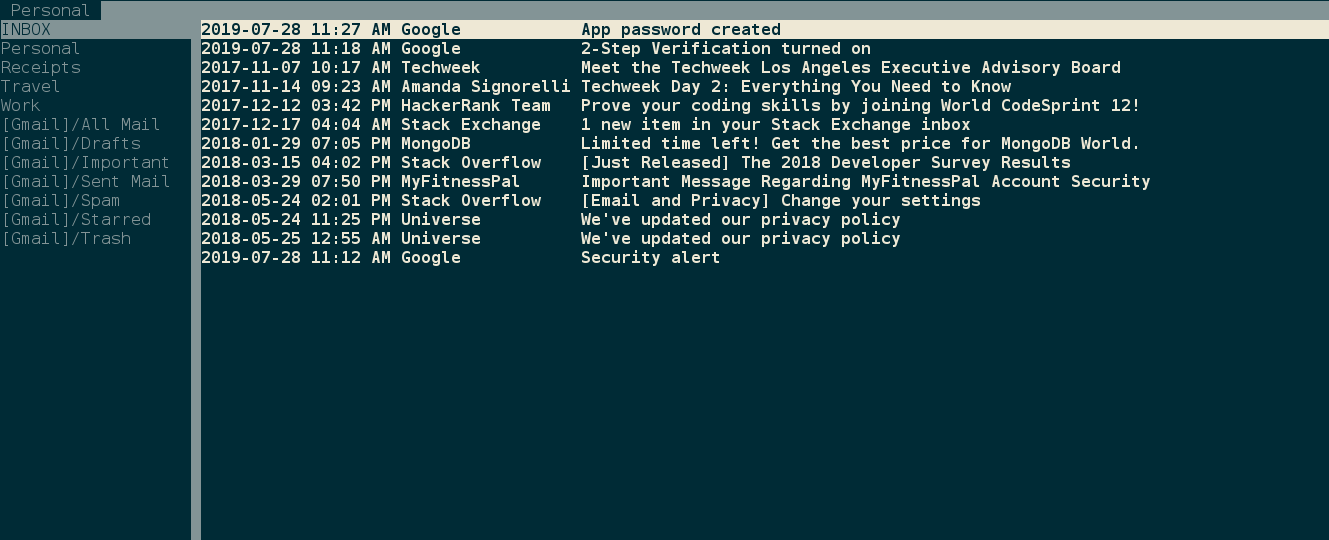 Personal
INBOX 2019-07-28 11:27 AM Google App password created
Personal 2019-07-28 11:18 AM Google 2-Step Verification turned on
Receipts 2017-11-07 10:17 AM Techweek Meet the Techweek Los Angeles Executive Advisory Board
Travel 2017-11-14 09:23 AM Amanda Signorelli Techweek Day 2: Everything You Need to Know
Work 2017-12-12 03:42 PM HackerRank Team Prove your coding skills by joining World CodeSprint 12!
[Gmail]/All Mail 2017-12-17 04:04 AM Stack Exchange 1 new item in your Stack Exchange inbox
[Gmail]/Drafts 2018-01-29 07:05 PM MongoDB Limited time left! Get the best price for MongoDB World.
[Gmail]/Important 2018-03-15 04:02 PM Stack Overflow [Just Released] The 2018 Developer Survey Results
[Gmail]/Sent Mail 2018-03-29 07:50 PM MyFitnessPal Important Message Regarding MyFitnessPal Account Security
[Gmail]/Spam 2018-05-24 02:01 PM Stack Overflow [Email and Privacy] Change your settings
[Gmail]/Starred 2018-05-24 11:25 PM Universe We've updated our privacy policy
[Gmail]/Trash 2018-05-25 12:55 AM Universe We've updated our privacy policy
2019-07-28 11:12 AM Google Security alert